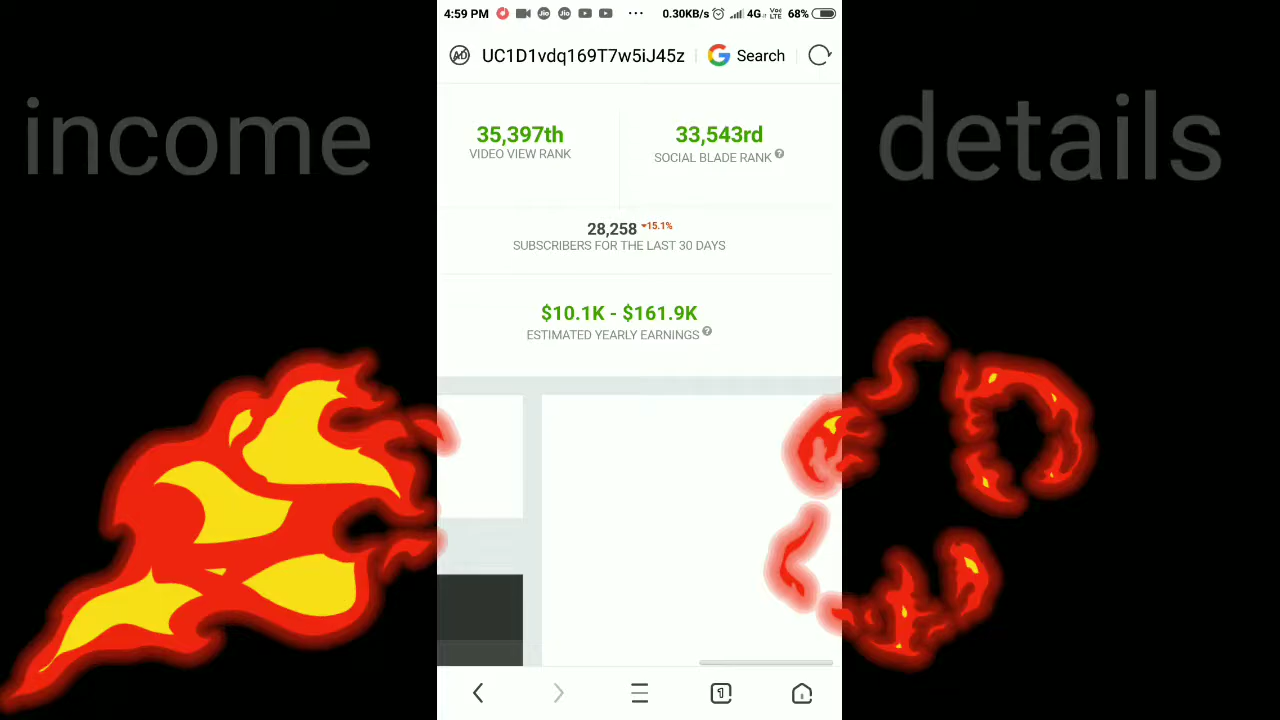 4:59 PM
0.30KB/s
4G
Vo)
LTE
68%
UC1D1vdq169T7w5iJ45z
Search
income
details
35,397th
33,543rd
VIDEO VIEW RANK
SOCIAL BLADE RANK
28,258 15.1%
SUBSCRIBERS FOR THE LAST 30 DAYS
$10.1K - $161.9K
ESTIMATED YEARLY EARNINGS